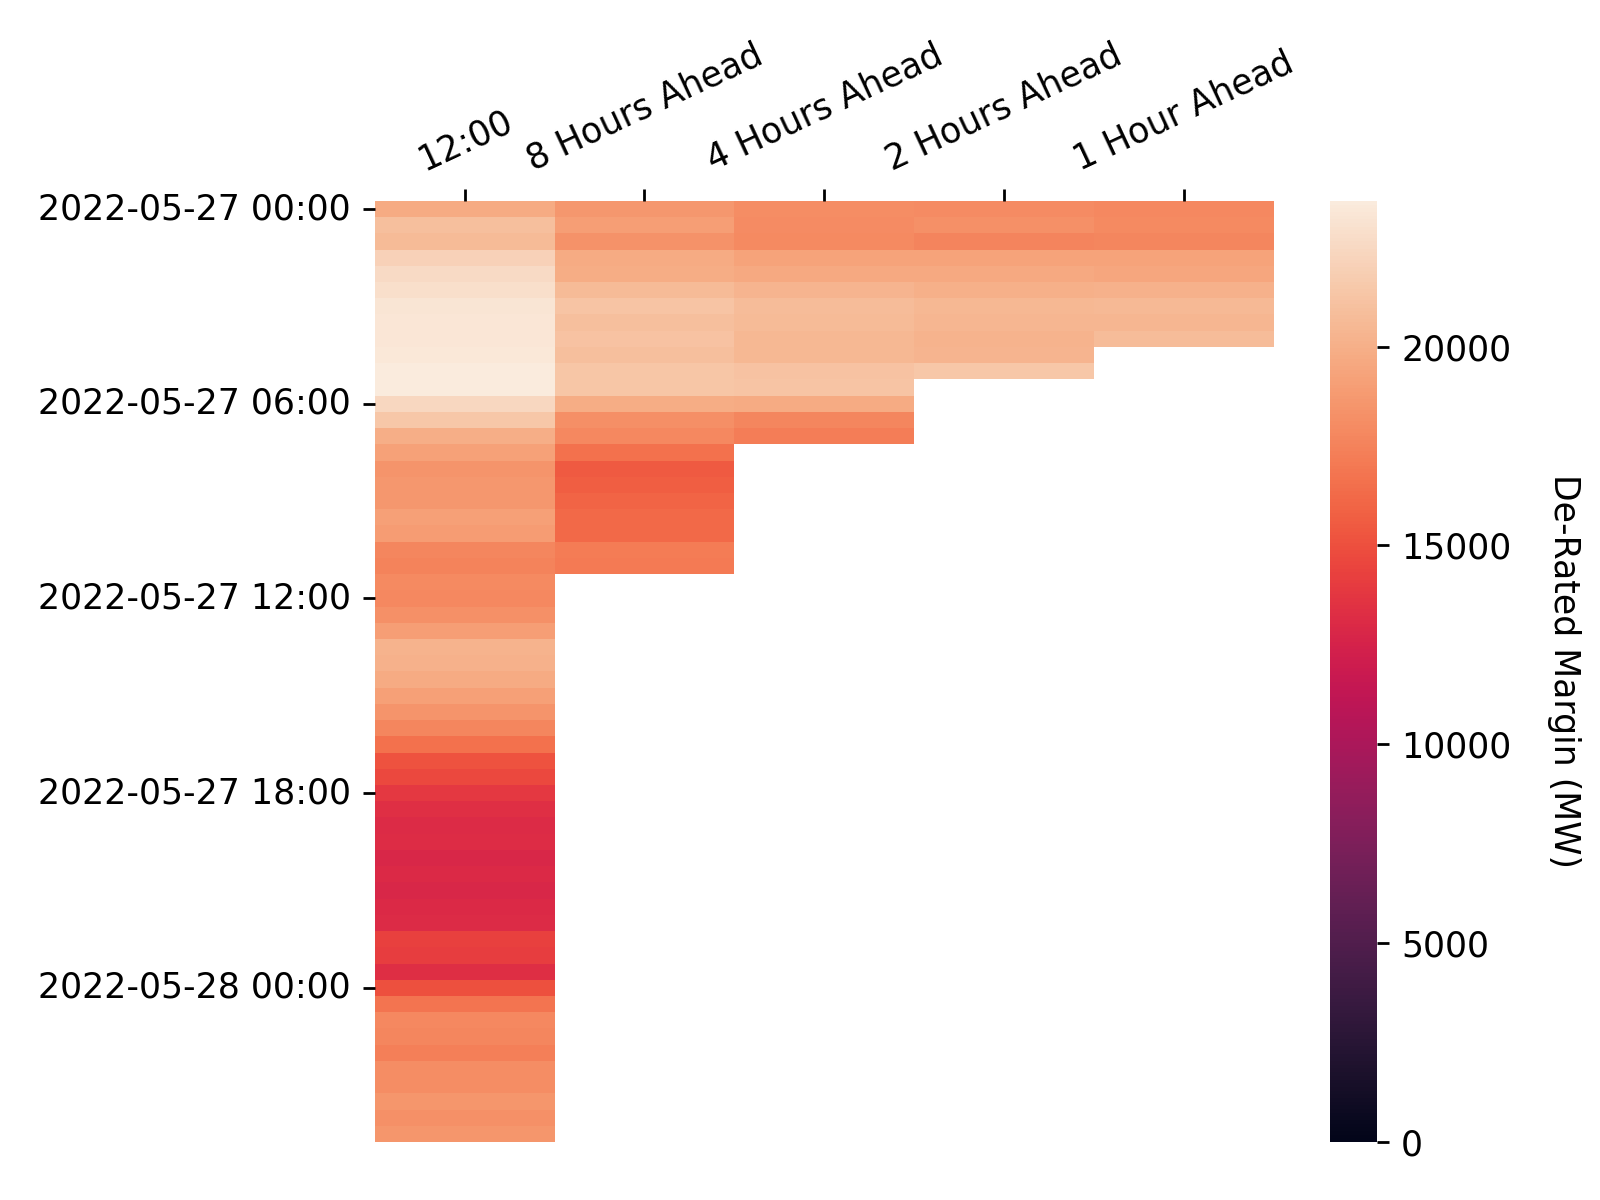 12:00
8 Hours Ahead
4 Hours Ahead
2 Hours Ahead
1 Hour Ahead
2022-05-27 00:00
2022-05-27 06:00
2022-05-27 12:00
2022-05-27 18:00
2022-05-28 00:00
20000
15000
10000
5000
0
De-Rated Margin (MW)